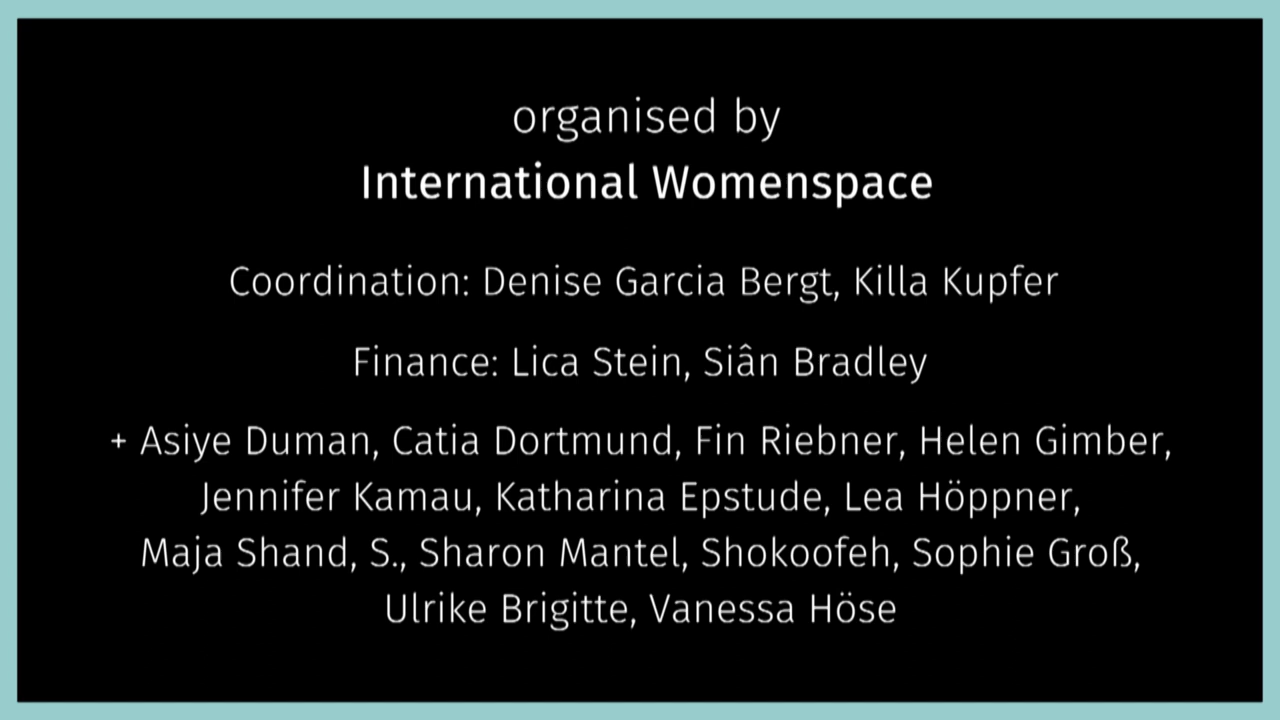 organised by
International Womenspace
Coordination: Denise Garcia Bergt, Killa Kupfer
Finance: Lica Stein, Siân Bradley
+ Asiye Duman, Catia Dortmund, Fin Riebner, Helen Gimber,
Jennifer Kamau, Katharina Epstude, Lea Höppner,
Maja Shand, S., Sharon Mantel, Shokoofeh, Sophie Groß,
Ulrike Brigitte, Vanessa Höse